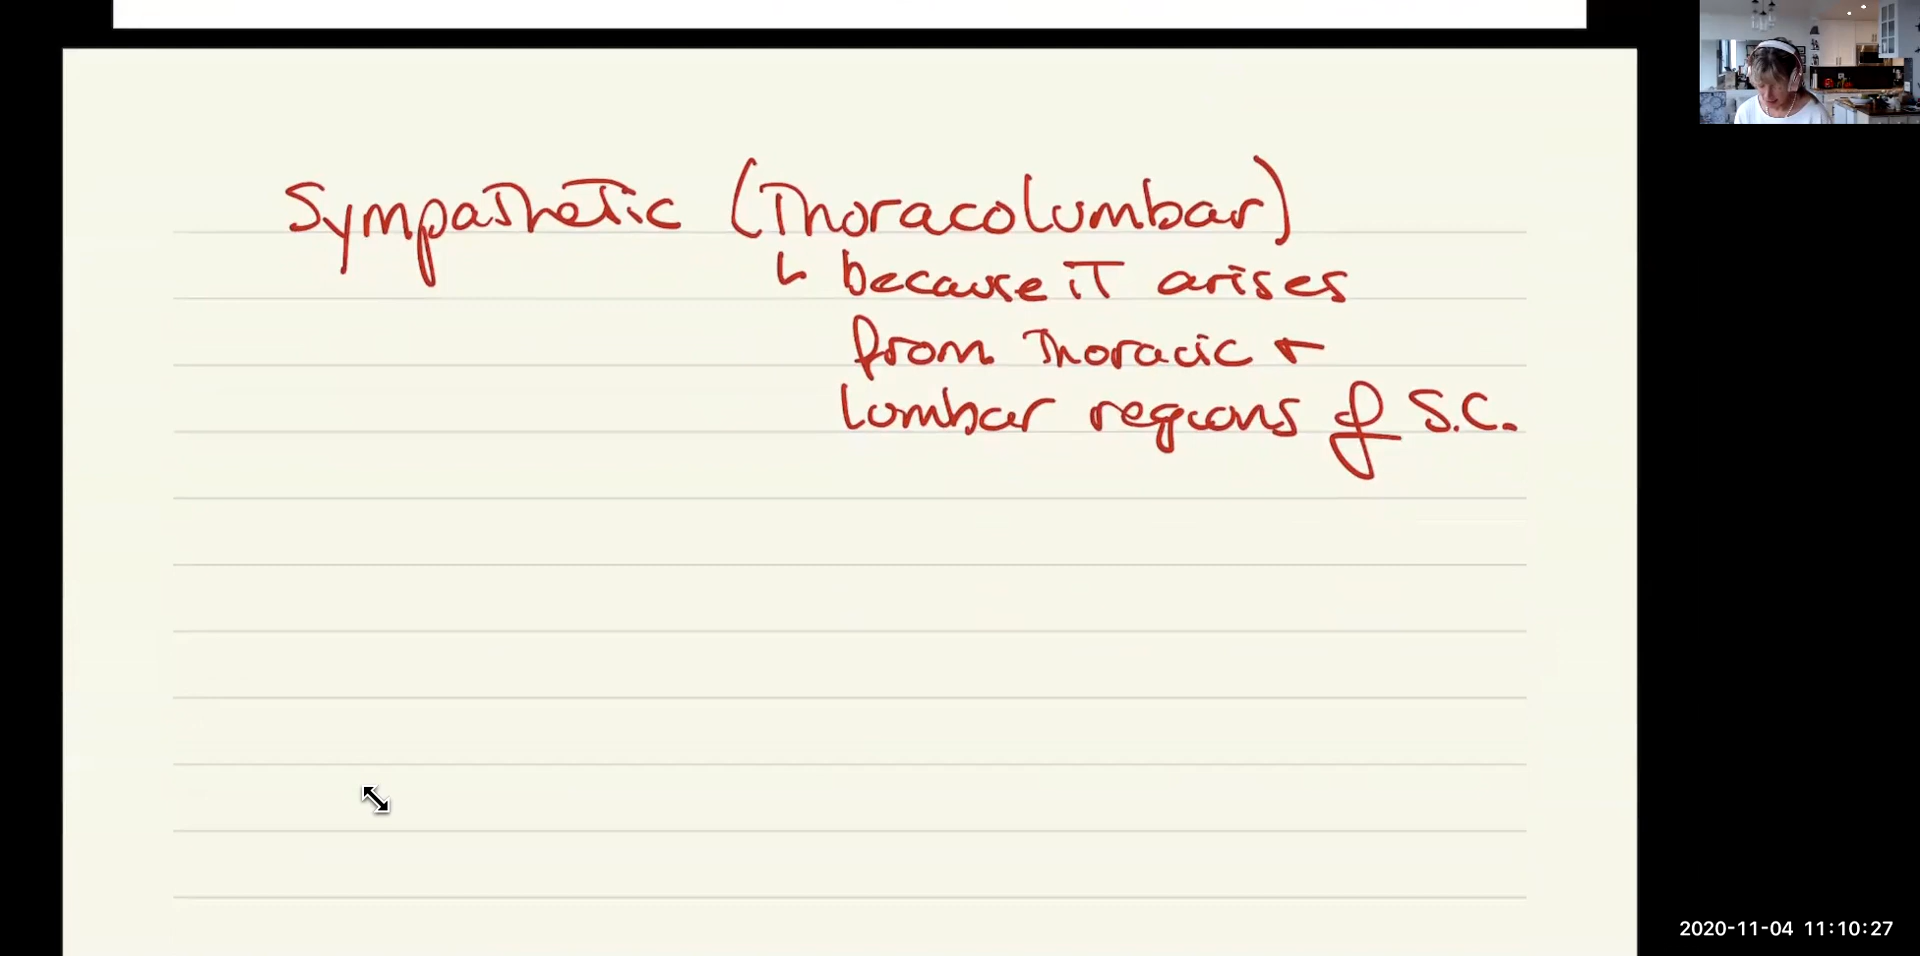 Sympathetic (Thoracolumbar)
↳ because it arises
from Thoracic +
lumbar regions of S.C.
2020-11-04 11:10:27